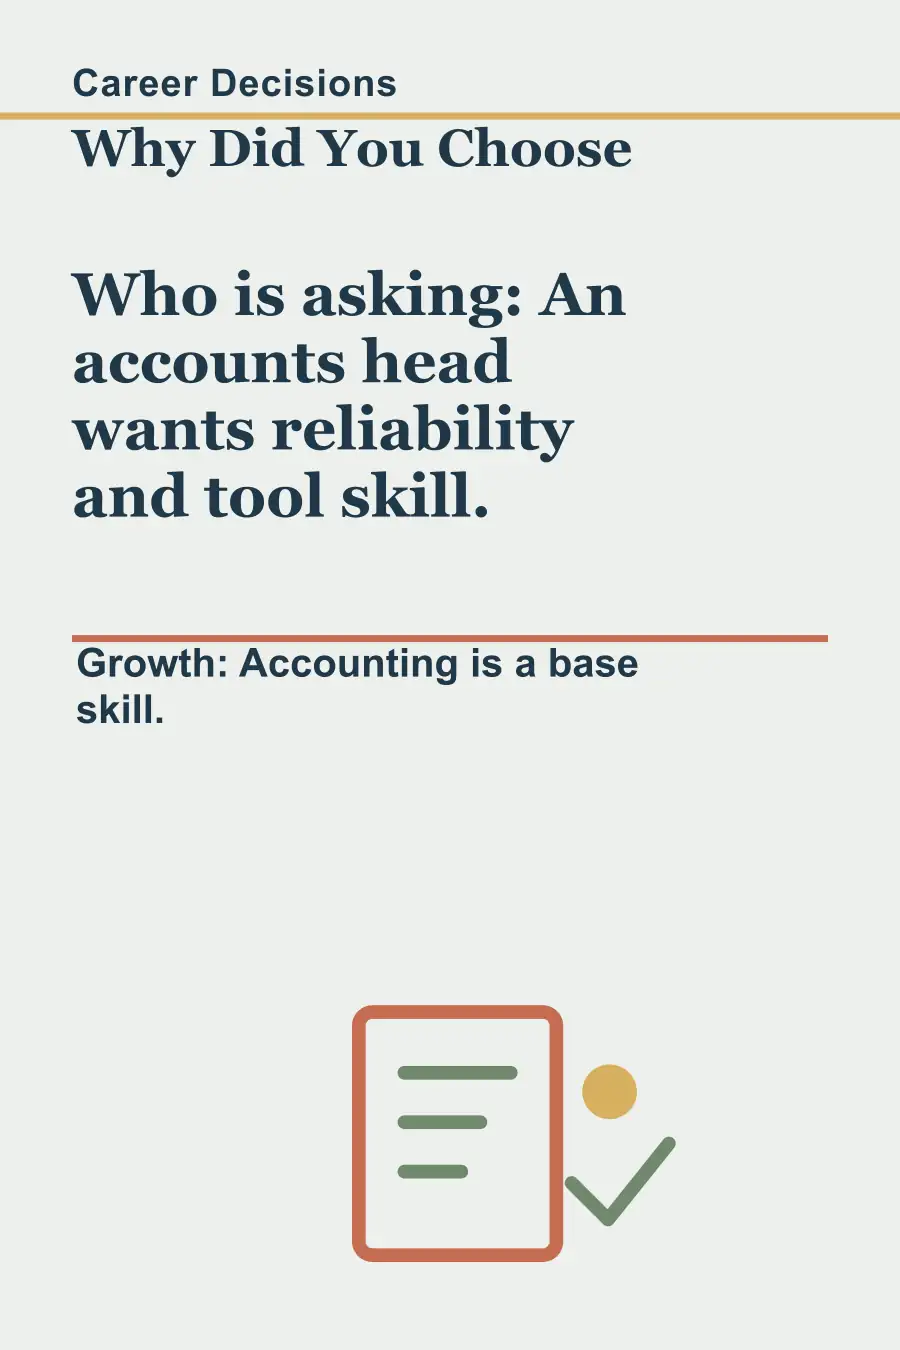 Career Decisions
Why Did You Choose
Who is asking: An
accounts head
wants reliability
and tool skill.
Growth: Accounting is a base
skill.